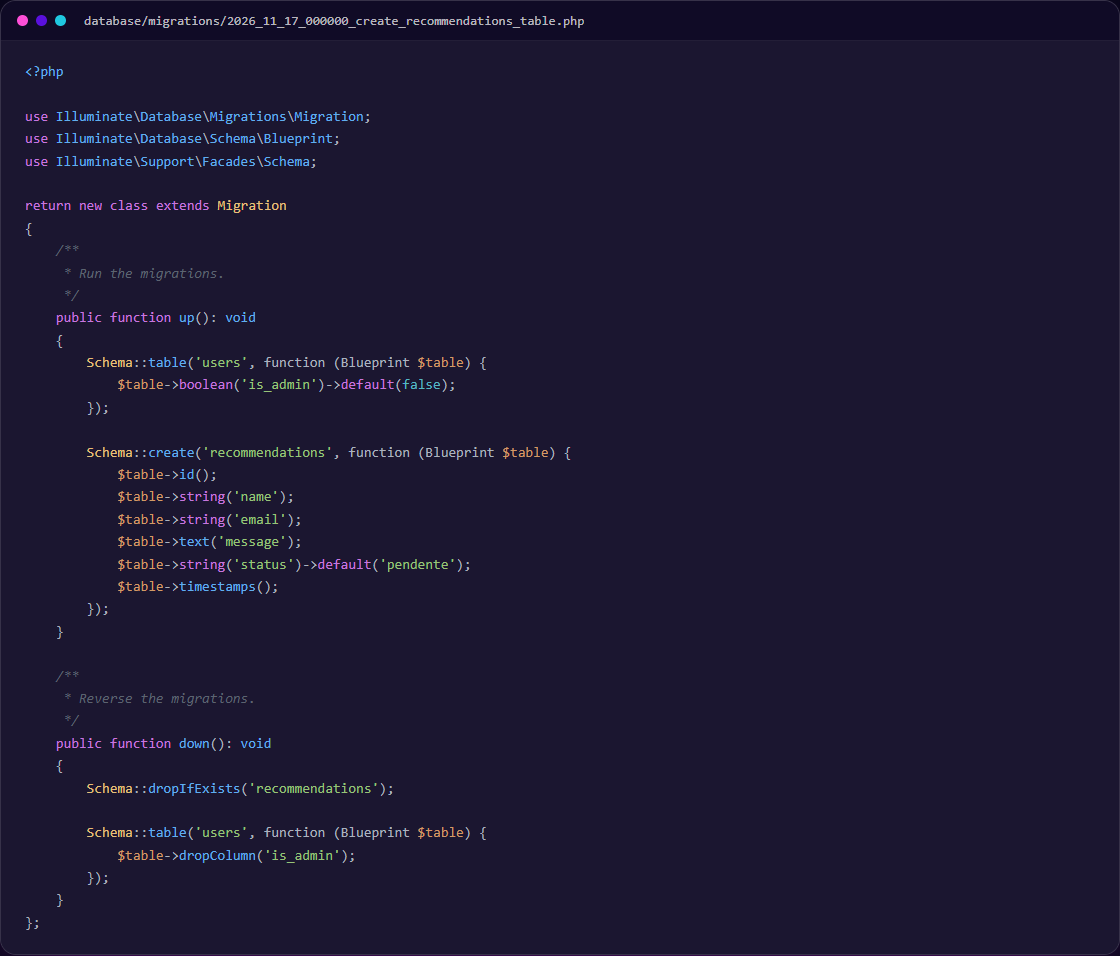 database/migrations/2026_11_17_000000_create_recommendations_table.php
<?php
use Illuminate\Database\Migrations\Migration;
use Illuminate\Database\Schema\Blueprint;
use Illuminate\Support\Facades\Schema;
return new class extends Migration
{
    /**
     * Run the migrations.
     */
    public function up(): void
    {
        Schema::table('users', function (Blueprint $table) {
            $table->boolean('is_admin')->default(false);
        });
        Schema::create('recommendations', function (Blueprint $table) {
            $table->id();
            $table->string('name');
            $table->string('email');
            $table->text('message');
            $table->string('status')->default('pendente');
            $table->timestamps();
        });
    }
    /**
     * Reverse the migrations.
     */
    public function down(): void
    {
        Schema::dropIfExists('recommendations');
        Schema::table('users', function (Blueprint $table) {
            $table->dropColumn('is_admin');
        });
    }
};